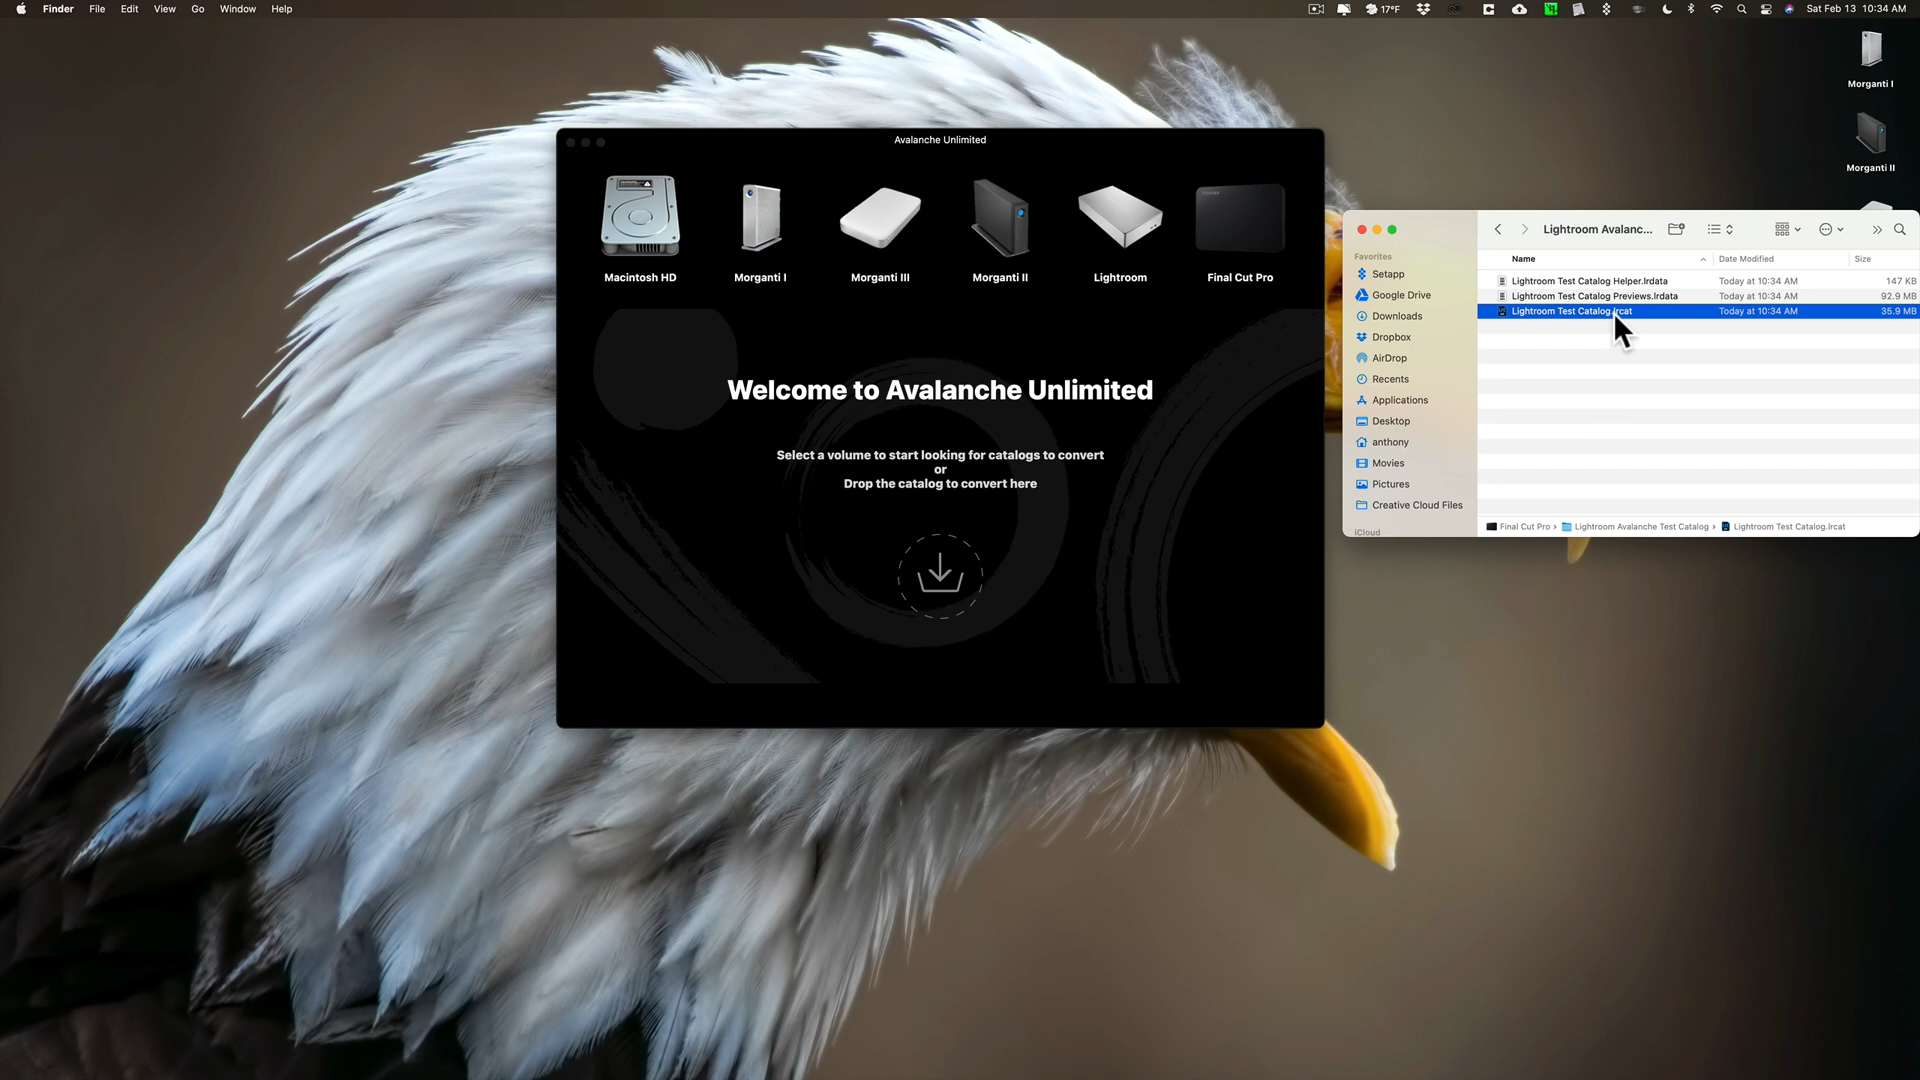 Finder File Edit View Go Window Help
17°F
Sat Feb 13 10:34 AM
Morganti I
Morganti II
Avalanche Unlimited
Macintosh HD
Morganti I
Morganti III
Morganti II
Lightroom
Final Cut Pro
Welcome to Avalanche Unlimited
Select a volume to start looking for catalogs to convert
or
Drop the catalog to convert here
Lightroom Avalanc...
Favorites
Setapp
Google Drive
Downloads
Dropbox
AirDrop
Recents
Applications
Desktop
anthony
Movies
Pictures
Creative Cloud Files
iCloud
Name Date Modified Size
Lightroom Test Catalog Helper.lrdata Today at 10:34 AM 147 KB
Lightroom Test Catalog Previews.lrdata Today at 10:34 AM 92.9 MB
Lightroom Test Catalog.lrcat Today at 10:34 AM 35.9 MB
Final Cut Pro › Lightroom Avalanche Test Catalog › Lightroom Test Catalog.lrcat